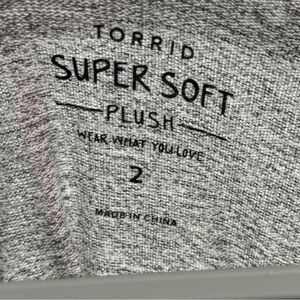 TORRID
SUPER SOFT
PLUSH
WEAR WHAT YOU LOVE
2
MADE IN CHINA